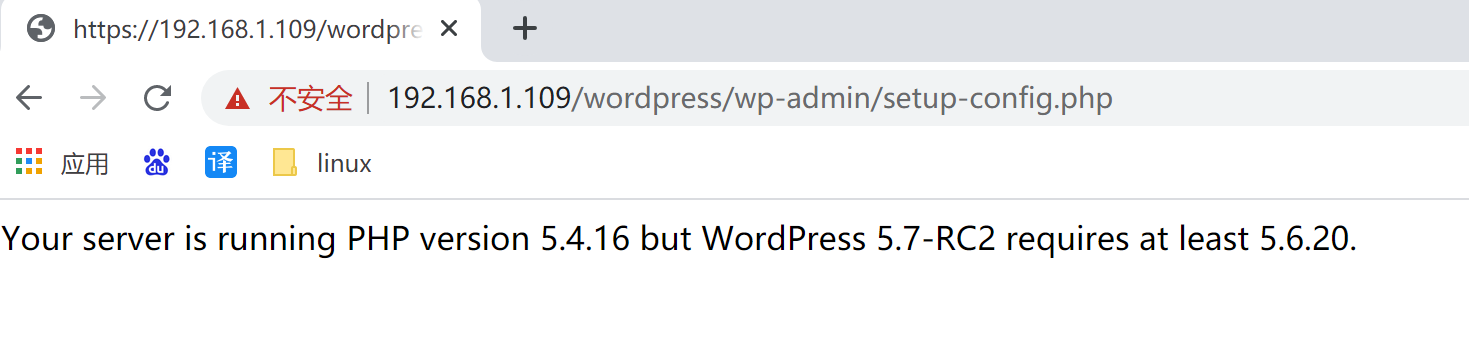 https://192.168.1.109/wordpre
不安全 192.168.1.109/wordpress/wp-admin/setup-config.php
应用 du 译 linux
Your server is running PHP version 5.4.16 but WordPress 5.7-RC2 requires at least 5.6.20.